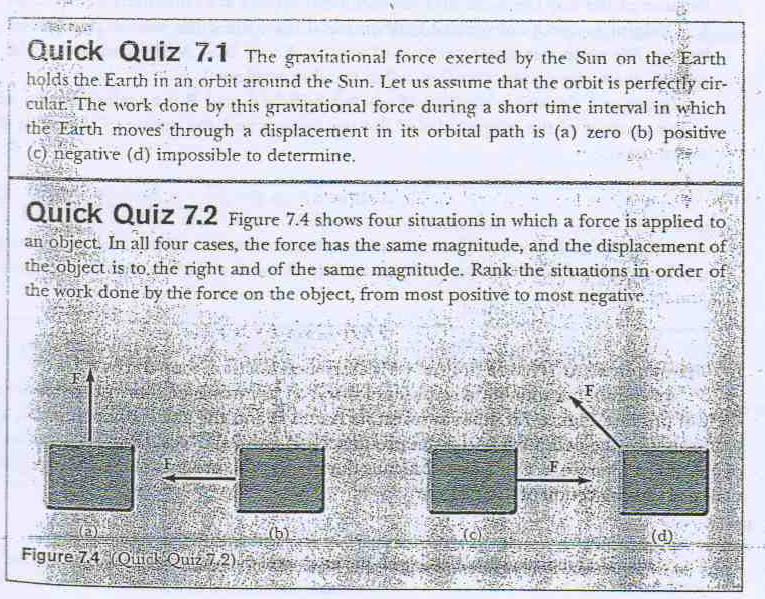 Quick Quiz 7.1 The gravitational force exerted by the Sun on the Earth
holds the Earth in an orbit around the Sun. Let us assume that the orbit is perfectly cir-
cular. The work done by this gravitational force during a short time interval in which
the Earth moves through a displacement in its orbital path is (a) zero (b) positive
(c) negative (d) impossible to determine.
Quick Quiz 7.2 Figure 7.4 shows four situations in which a force is applied to
an object. In all four cases, the force has the same magnitude, and the displacement of
the object is to the right and of the same magnitude. Rank the situations in order of
the work done by the force on the object, from most positive to most negative.
F
F
F
F
(a)
(b)
(c)
(d)
Figure 7.4 (Quick Quiz 7.2)